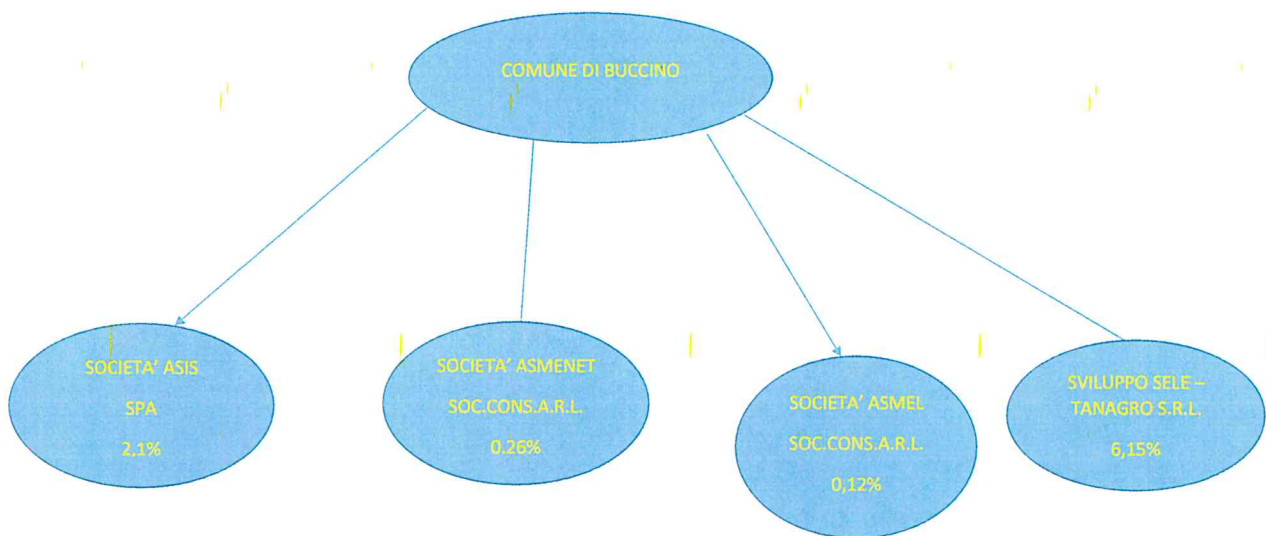 COMUNE DI BUCCINO
SOCIETA’ ASIS
SPA
2,1%
SOCIETA’ ASMENET
SOC.CONS.A.R.L.
0.26%
SOCIETA’ ASMEL
SOC.CONS.A.R.L.
0,12%
SVILUPPO SELE –
TANAGRO S.R.L.
6,15%